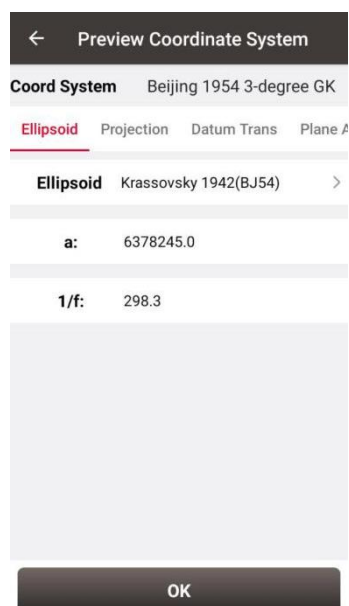 Preview Coordinate System
Coord System Beijing 1954 3-degree GK
Ellipsoid Projection Datum Trans Plane A
Ellipsoid Krassovsky 1942(BJ54)
a: 6378245.0
1/f: 298.3
OK